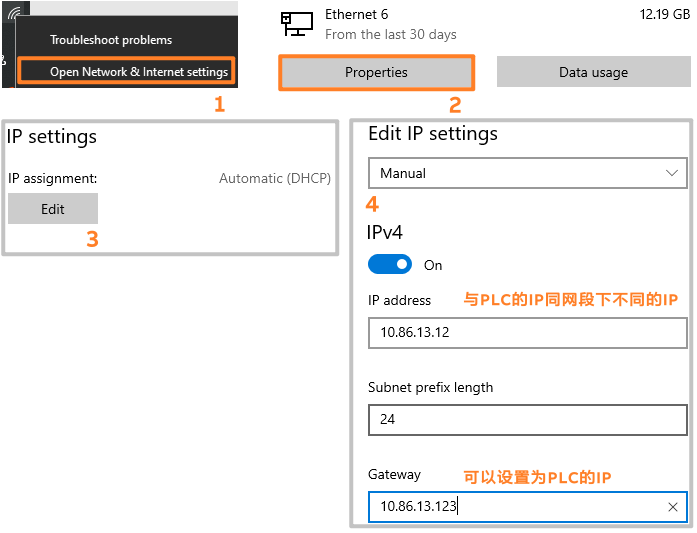 Troubleshoot problems
Open Network & Internet settings
1
Ethernet 6
12.19 GB
From the last 30 days
Properties
Data usage
2
IP settings
IP assignment:
Automatic (DHCP)
Edit
3
Edit IP settings
Manual
4
IPv4
On
IP address
与PLC的IP同网段下不同的IP
10.86.13.12
Subnet prefix length
24
Gateway
可以设置为PLC的IP
10.86.13.123